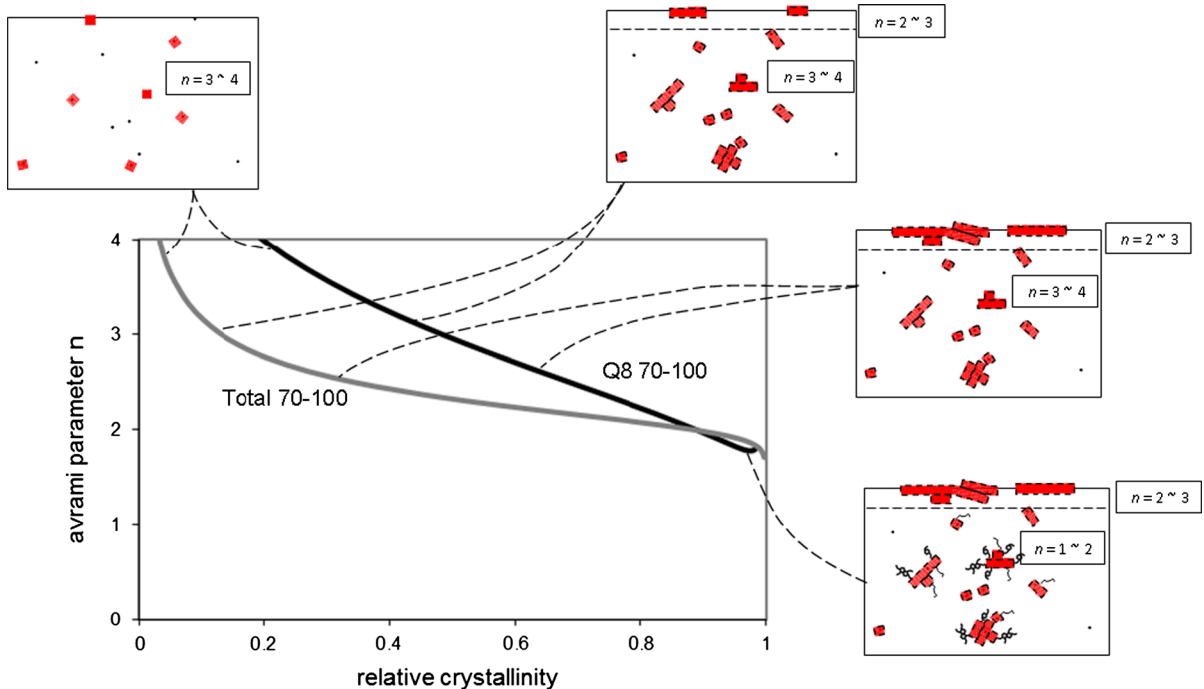 n = 3 ~ 4
n = 2 ~ 3
n = 3 ~ 4
n = 2 ~ 3
n = 3 ~ 4
n = 2 ~ 3
n = 1 ~ 2
avrami parameter n
4
3
2
1
0
Total 70-100
Q8 70-100
0
0.2
0.4
0.6
0.8
1
relative crystallinity